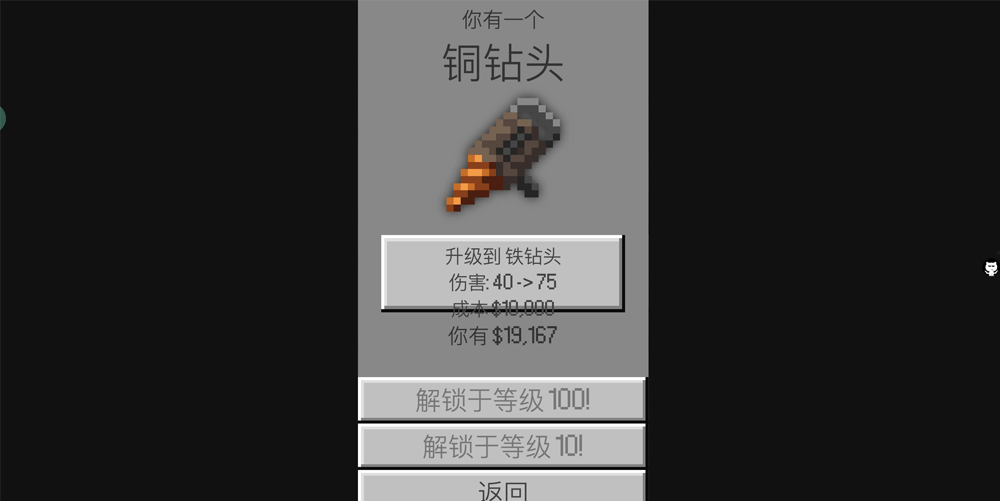 你有一个
铜钻头
升级到 铁钻头
伤害: 40 -> 75
成本 $10,000
你有 $19,167
解锁于等级 100!
解锁于等级 10!
返回